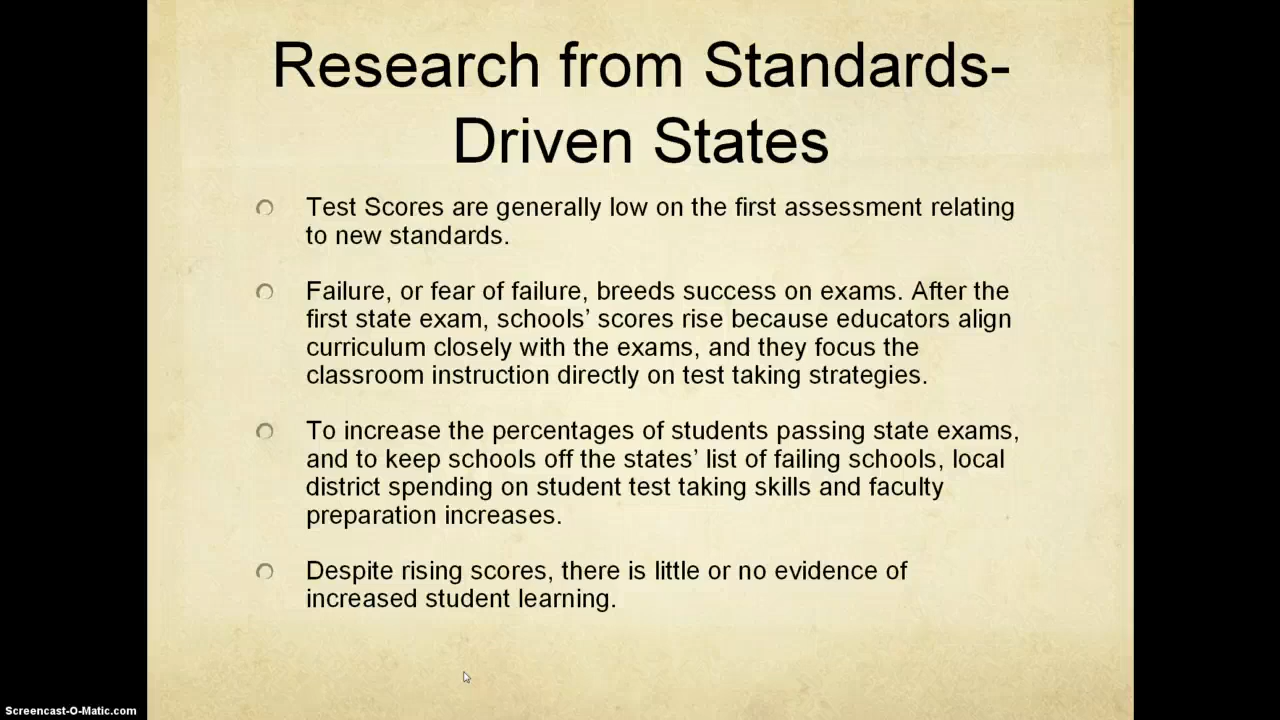 Research from Standards-
Driven States
Test Scores are generally low on the first assessment relating
to new standards.
Failure, or fear of failure, breeds success on exams. After the
first state exam, schools’ scores rise because educators align
curriculum closely with the exams, and they focus the
classroom instruction directly on test taking strategies.
To increase the percentages of students passing state exams,
and to keep schools off the states’ list of failing schools, local
district spending on student test taking skills and faculty
preparation increases.
Despite rising scores, there is little or no evidence of
increased student learning.
Screencast-O-Matic.com